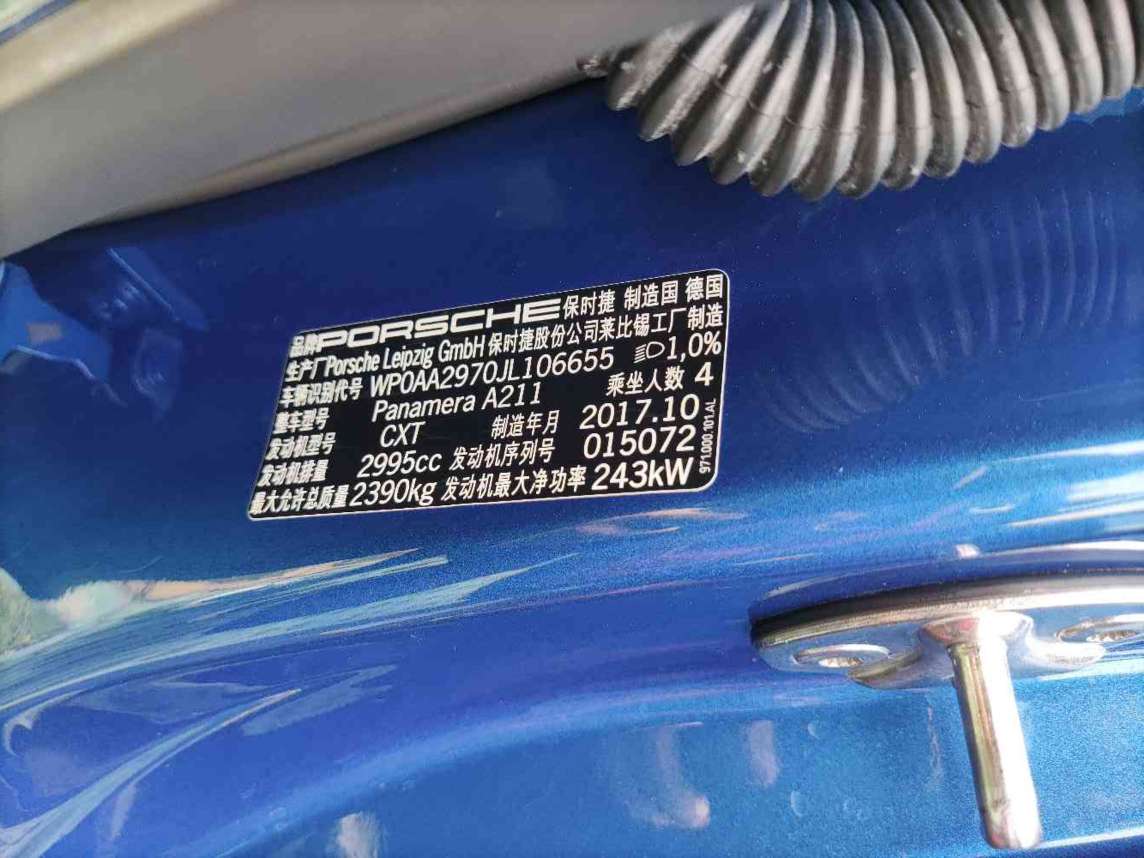 品牌PORSCHE保时捷 制造国 德国
生产厂Porsche Leipzig GmbH 保时捷股份公司莱比锡工厂制造
车辆识别代号 WP0AA2970JL106655 1,0%
整车型号 Panamera A211 乘坐人数 4
发动机型号 CXT 制造年月 2017.10
发动机排量 2995cc 发动机序列号 015072
最大允许总质量 2390kg 发动机最大净功率 243kW
971.000.101.AL